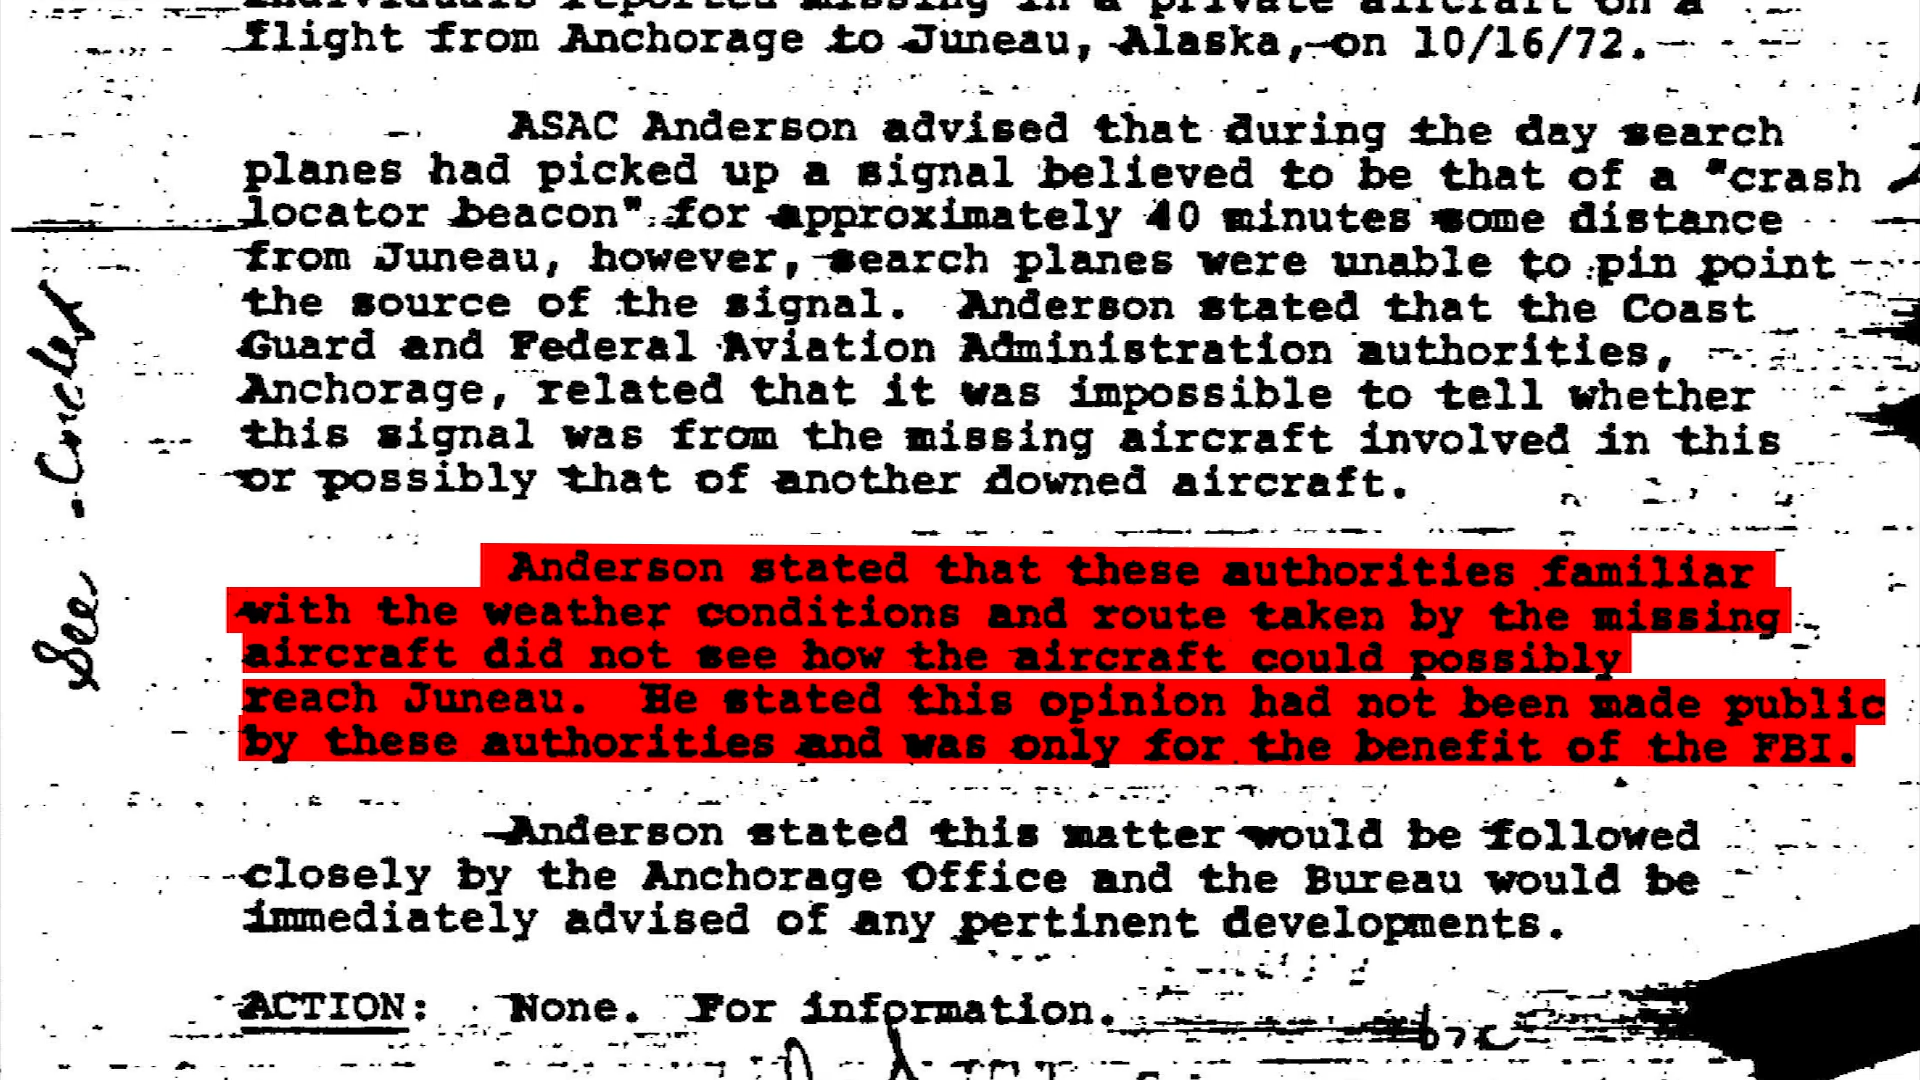 individuals reported missing in a private aircraft on a
flight from Anchorage to Juneau, Alaska, on 10/16/72.
ASAC Anderson advised that during the day search
planes had picked up a signal believed to be that of a "crash
locator beacon" for approximately 40 minutes some distance
from Juneau, however, search planes were unable to pin point
the source of the signal. Anderson stated that the Coast
Guard and Federal Aviation Administration authorities,
Anchorage, related that it was impossible to tell whether
this signal was from the missing aircraft involved in this
or possibly that of another downed aircraft.
Anderson stated that these authorities familiar
with the weather conditions and route taken by the missing
aircraft did not see how the aircraft could possibly
reach Juneau. He stated this opinion had not been made public
by these authorities and was only for the benefit of the FBI.
Anderson stated this matter would be followed
closely by the Anchorage Office and the Bureau would be
immediately advised of any pertinent developments.
ACTION: None. For information.
b7C
See